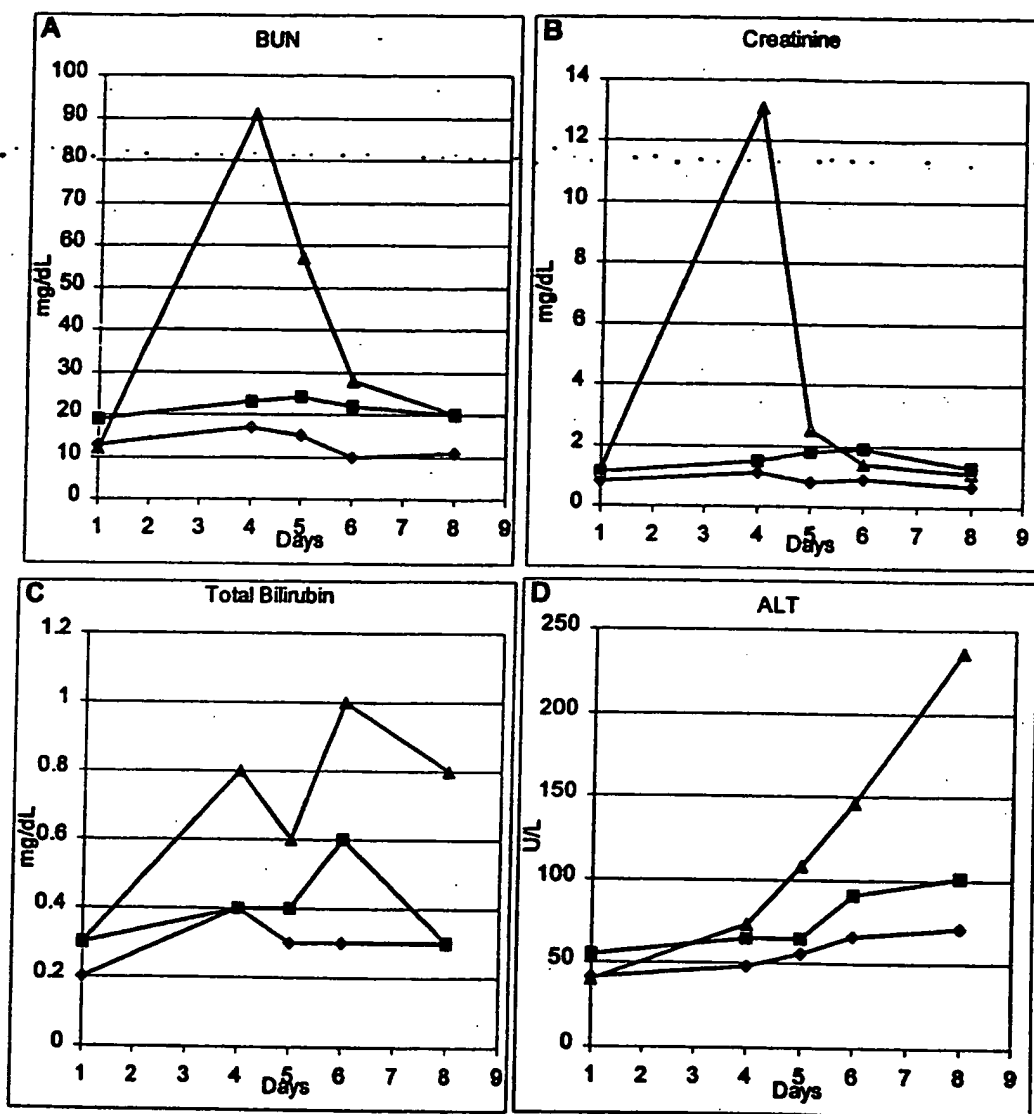 A
BUN
100
90
80
70
60
50
40
30
20
10
0
mg/dL
1 2 3 4 5 6 7 8 9
Days
B
Creatinine
14
12
10
8
6
4
2
0
mg/dL
1 2 3 4 5 6 7 8 9
Days
C
Total Bilirubin
1.2
1
0.8
0.6
0.4
0.2
0
mg/dL
1 2 3 4 5 6 7 8 9
Days
D
ALT
250
200
150
100
50
0
U/L
1 2 3 4 5 6 7 8 9
Days